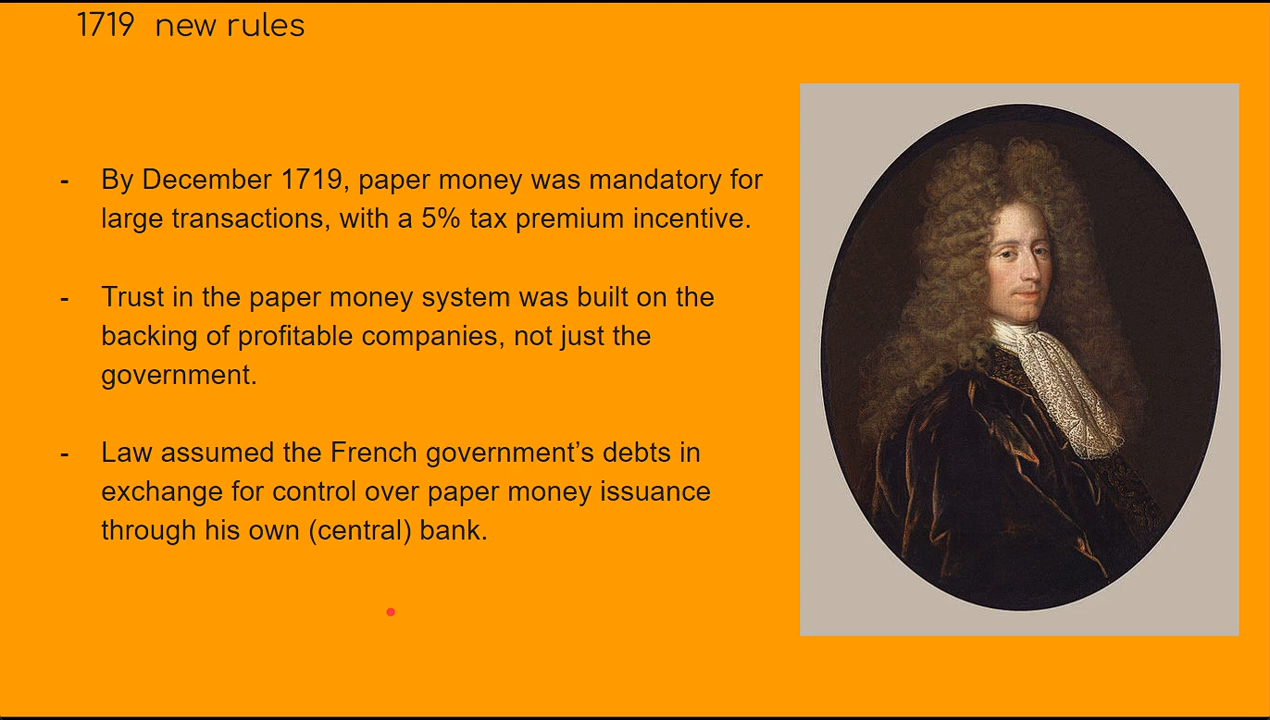 1719 new rules
- By December 1719, paper money was mandatory for
large transactions, with a 5% tax premium incentive.
- Trust in the paper money system was built on the
backing of profitable companies, not just the
government.
- Law assumed the French government’s debts in
exchange for control over paper money issuance
through his own (central) bank.